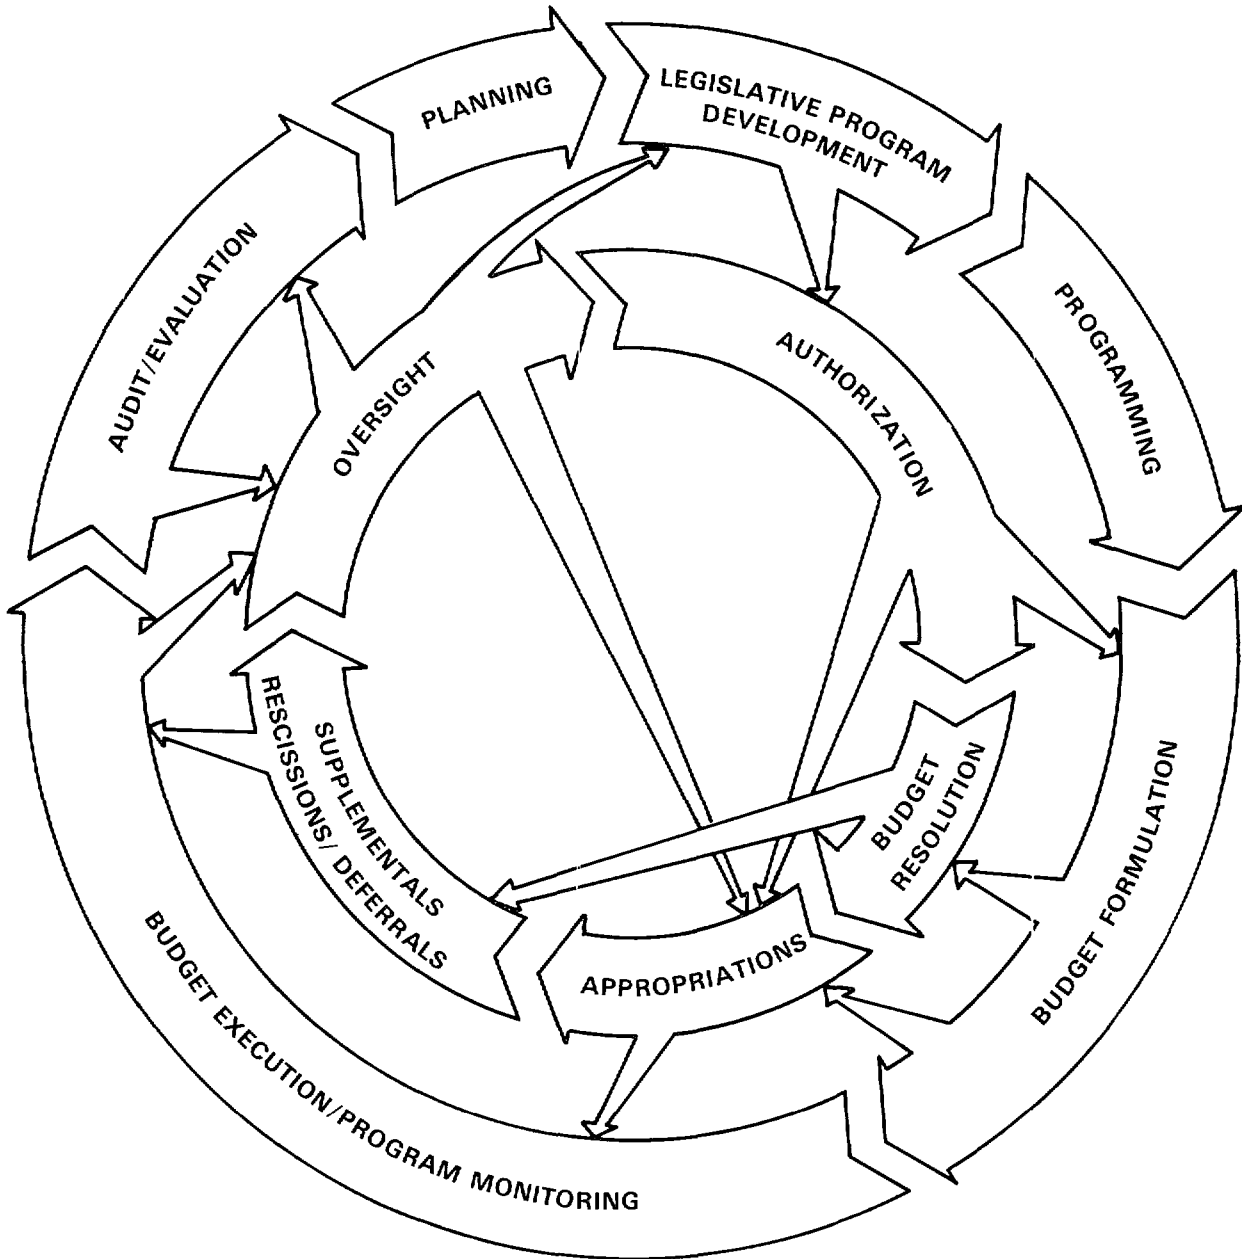 PLANNING
LEGISLATIVE PROGRAM
DEVELOPMENT
PROGRAMMING
AUDIT/EVALUATION
OVERSIGHT
AUTHORIZATION
BUDGET
RESOLUTION
BUDGET FORMULATION
SUPPLEMENTALS
RESCISSIONS/ DEFERRALS
APPROPRIATIONS
BUDGET EXECUTION/PROGRAM MONITORING